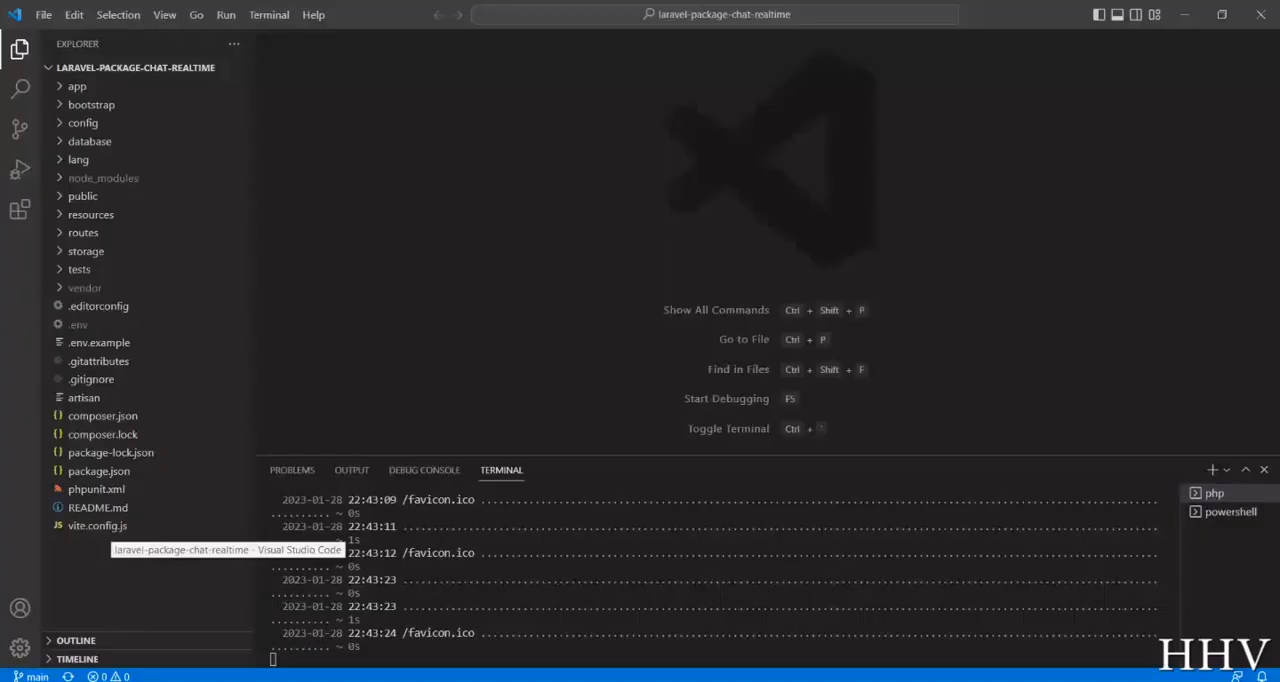 File Edit Selection View Go Run Terminal Help
laravel-package-chat-realtime
EXPLORER
LARAVEL-PACKAGE-CHAT-REALTIME
app
bootstrap
config
database
lang
node_modules
public
resources
routes
storage
tests
vendor
.editorconfig
.env
.env.example
.gitattributes
.gitignore
artisan
composer.json
composer.lock
package-lock.json
package.json
phpunit.xml
README.md
JS vite.config.js
laravel-package-chat-realtime - Visual Studio Code
OUTLINE
TIMELINE
Show All Commands Ctrl + Shift + P
Go to File Ctrl + P
Find in Files Ctrl + Shift + F
Start Debugging F5
Toggle Terminal Ctrl + `
PROBLEMS OUTPUT DEBUG CONSOLE TERMINAL
2023-01-28 22:43:09 /favicon.ico ..................................................
.......... ~ 0s
2023-01-28 22:43:11 ..................................................
~ 1s
2023-01-28 22:43:12 /favicon.ico ..................................................
.......... ~ 0s
2023-01-28 22:43:23 ..................................................
.......... ~ 0s
2023-01-28 22:43:23 ..................................................
.......... ~ 1s
2023-01-28 22:43:24 /favicon.ico ..................................................
.......... ~ 0s
php
powershell
HHV
main 0 0